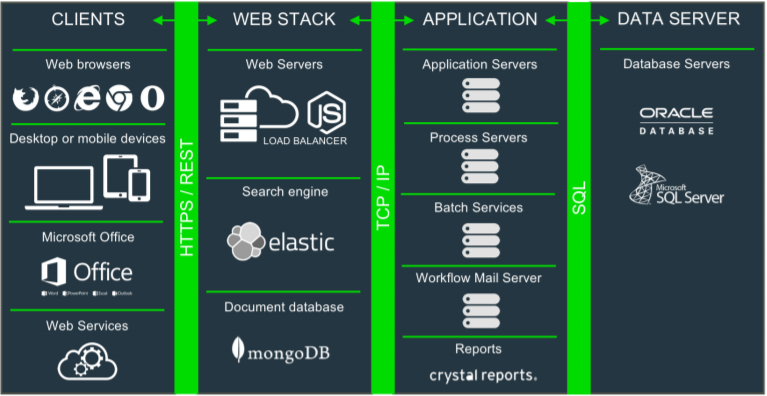 CLIENTS
WEB STACK
APPLICATION
DATA SERVER
Web browsers
Desktop or mobile devices
Microsoft Office
Office
Word
PowerPoint
Excel
Outlook
Web Services
HTTPS / REST
Web Servers
JS
LOAD BALANCER
Search engine
elastic
Document database
mongoDB
TCP / IP
Application Servers
Process Servers
Batch Services
Workflow Mail Server
Reports
crystal reports.
SQL
Database Servers
ORACLE
DATABASE
Microsoft
SQL Server